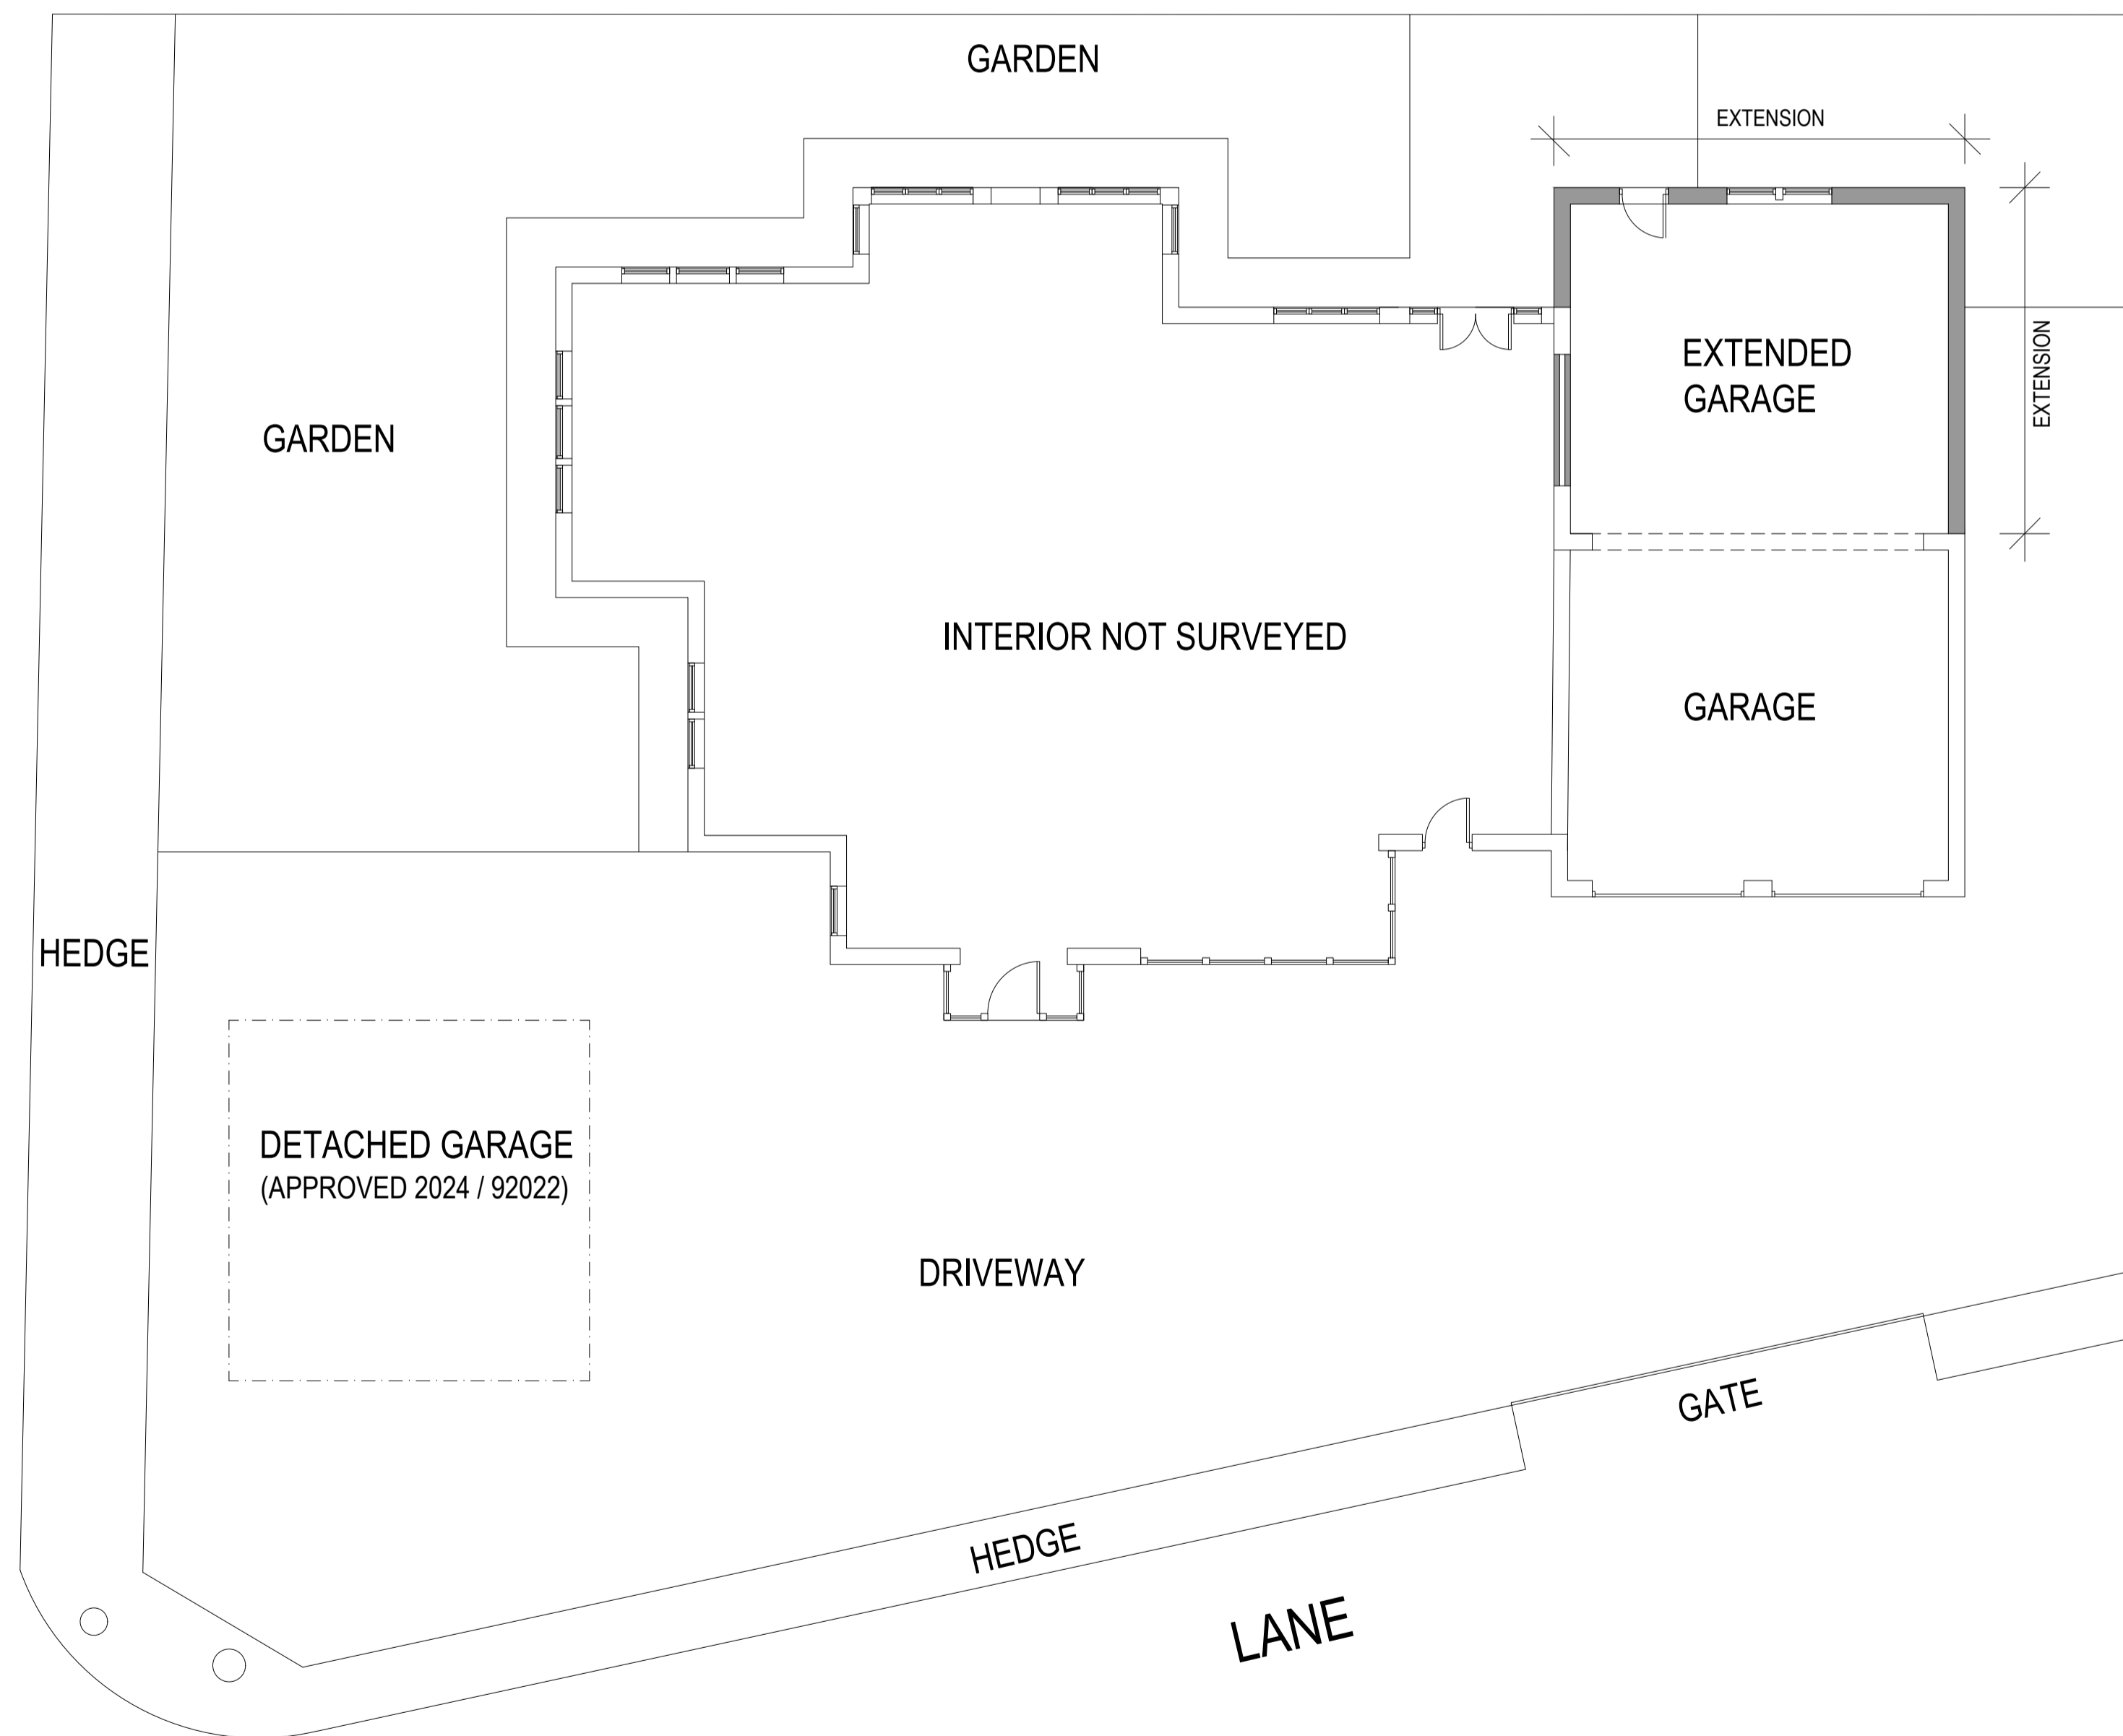 GARDEN
EXTENSION
EXTENSION
EXTENDED
GARAGE
GARDEN
INTERIOR NOT SURVEYED
GARAGE
HEDGE
DETACHED GARAGE
(APPROVED 2024 / 92022)
DRIVEWAY
GATE
HEDGE
LANE